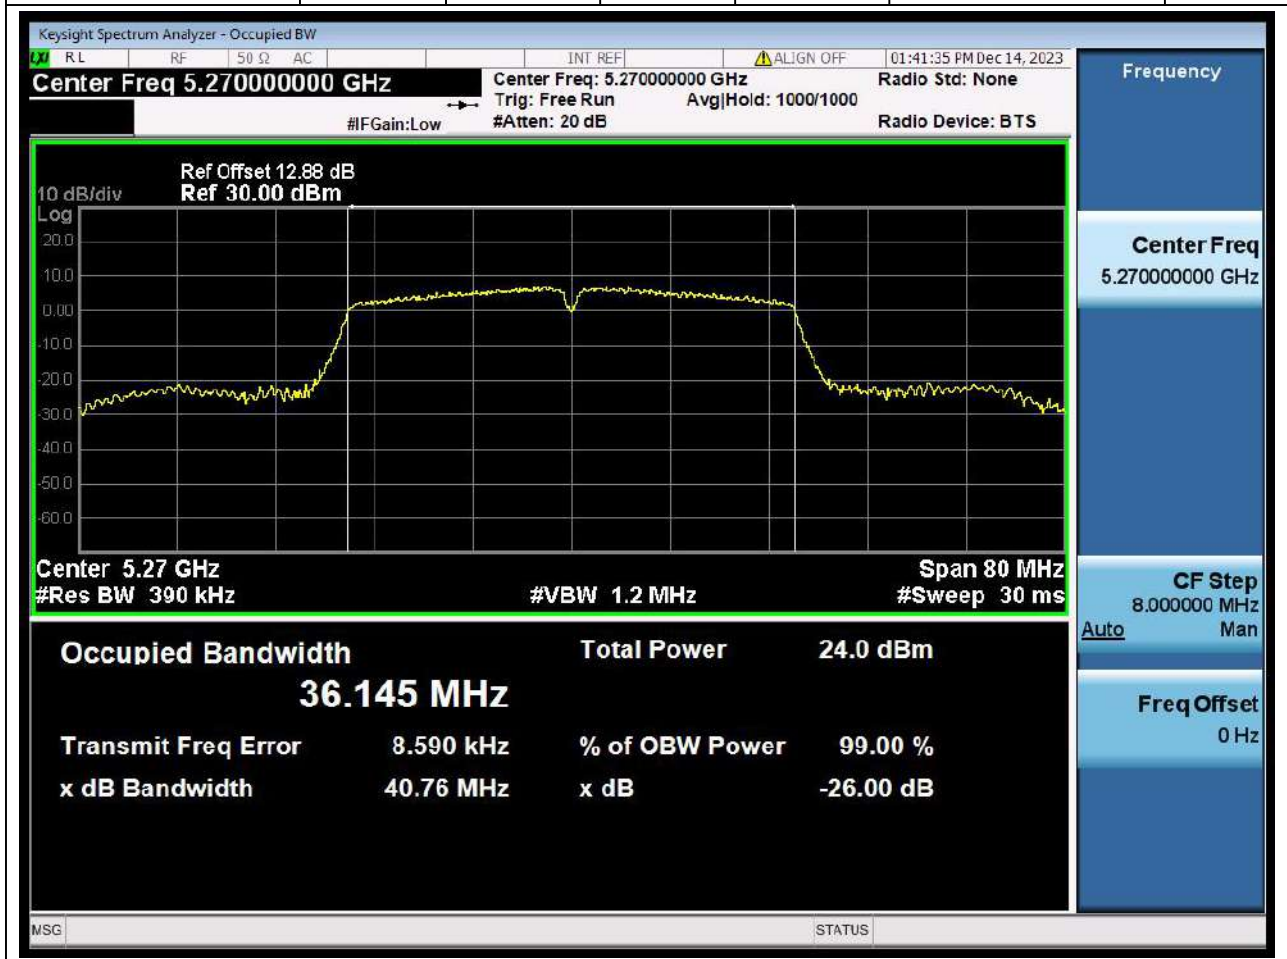 Keysight Spectrum Analyzer - Occupied BW
LXI RL RF 50 Ω AC INT REF ALIGN OFF 01:41:35 PM Dec 14, 2023
Center Freq 5.270000000 GHz
Center Freq: 5.270000000 GHz
Radio Std: None
Trig: Free Run Avg|Hold: 1000/1000
#IFGain:Low #Atten: 20 dB Radio Device: BTS
Ref Offset 12.88 dB
10 dB/div Ref 30.00 dBm
Log
20.0
10.0
0.00
-10.0
-20.0
-30.0
-40.0
-50.0
-60.0
Center 5.27 GHz Span 80 MHz
#Res BW 390 kHz #VBW 1.2 MHz #Sweep 30 ms
Occupied Bandwidth Total Power 24.0 dBm
36.145 MHz
Transmit Freq Error 8.590 kHz % of OBW Power 99.00 %
x dB Bandwidth 40.76 MHz x dB -26.00 dB
MSG STATUS
Frequency
Center Freq
5.270000000 GHz
CF Step
8.000000 MHz
Auto Man
Freq Offset
0 Hz